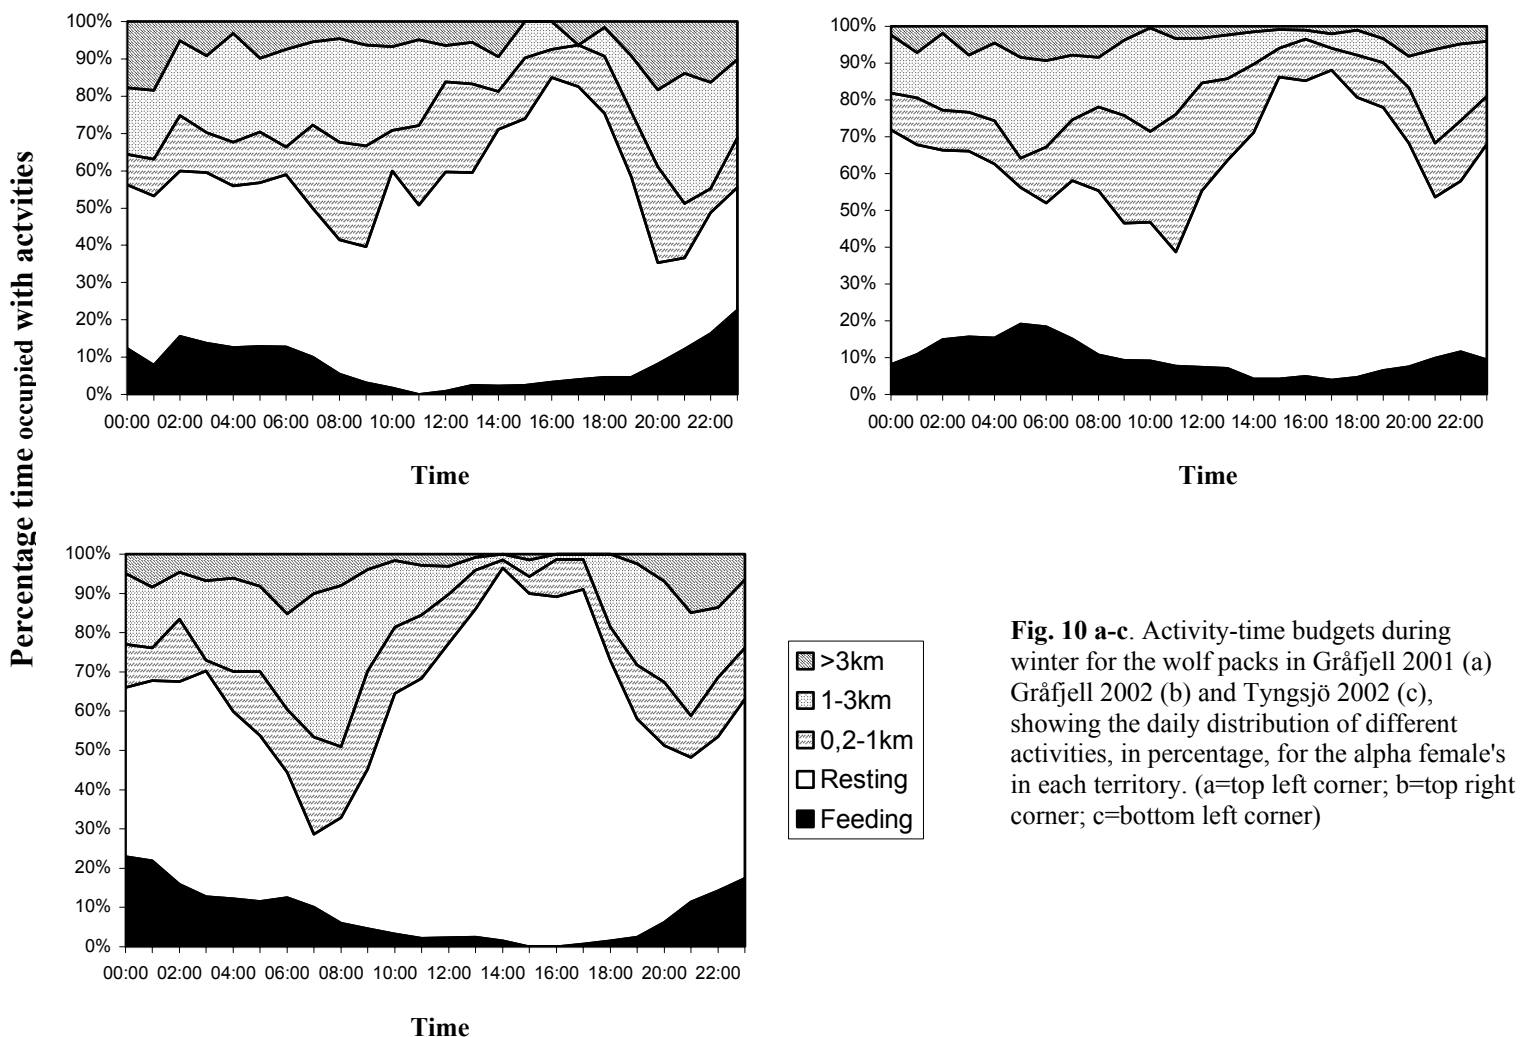 Percentage time occupied with actvities
100%
90%
80%
70%
60%
50%
40%
30%
20%
10%
0%
00:00 02:00 04:00 06:00 08:00 10:00 12:00 14:00 16:00 18:00 20:00 22:00
Time
100%
90%
80%
70%
60%
50%
40%
30%
20%
10%
0%
00:00 02:00 04:00 06:00 08:00 10:00 12:00 14:00 16:00 18:00 20:00 22:00
Time
100%
90%
80%
70%
60%
50%
40%
30%
20%
10%
0%
00:00 02:00 04:00 06:00 08:00 10:00 12:00 14:00 16:00 18:00 20:00 22:00
Time
>3km
1-3km
0,2-1km
Resting
Feeding
Fig. 10 a-c. Activity-time budgets during
winter for the wolf packs in Gråfjell 2001 (a)
Gråfjell 2002 (b) and Tyngsjö 2002 (c),
showing the daily distribution of different
activities, in percentage, for the alpha female's
in each territory. (a=top left corner; b=top right
corner; c=bottom left corner)